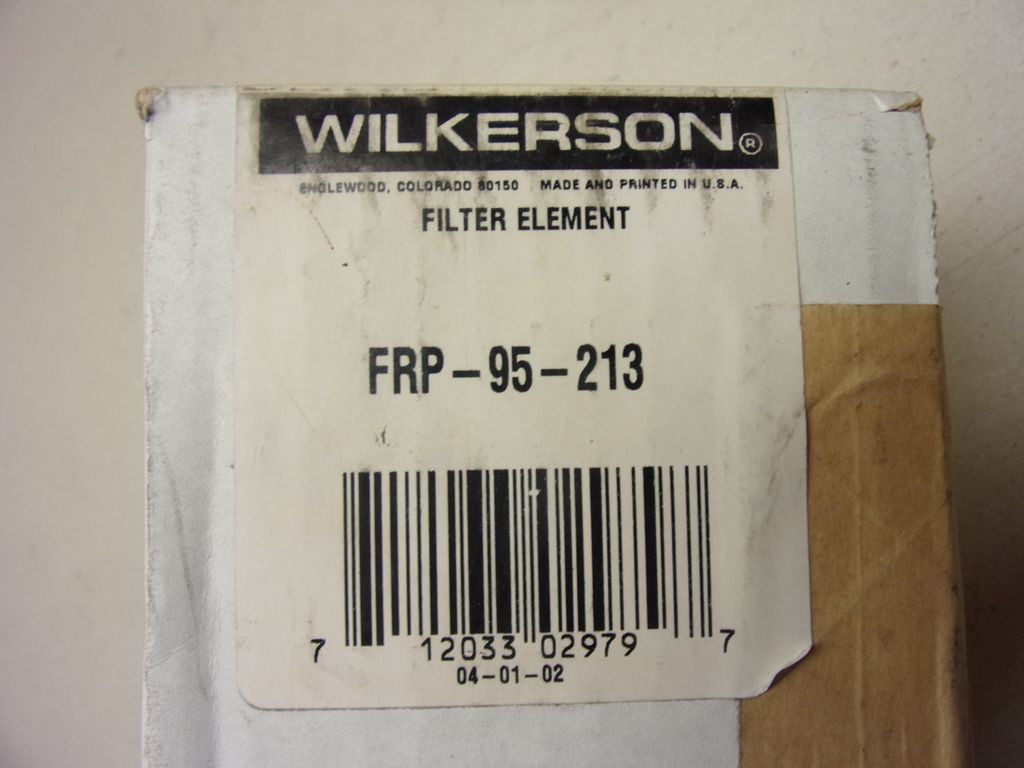 WILKERSON®
ENGLEWOOD, COLORADO 80150 MADE AND PRINTED IN U.S.A.
FILTER ELEMENT
FRP-95-213
7 12033 02979 7
04-01-02